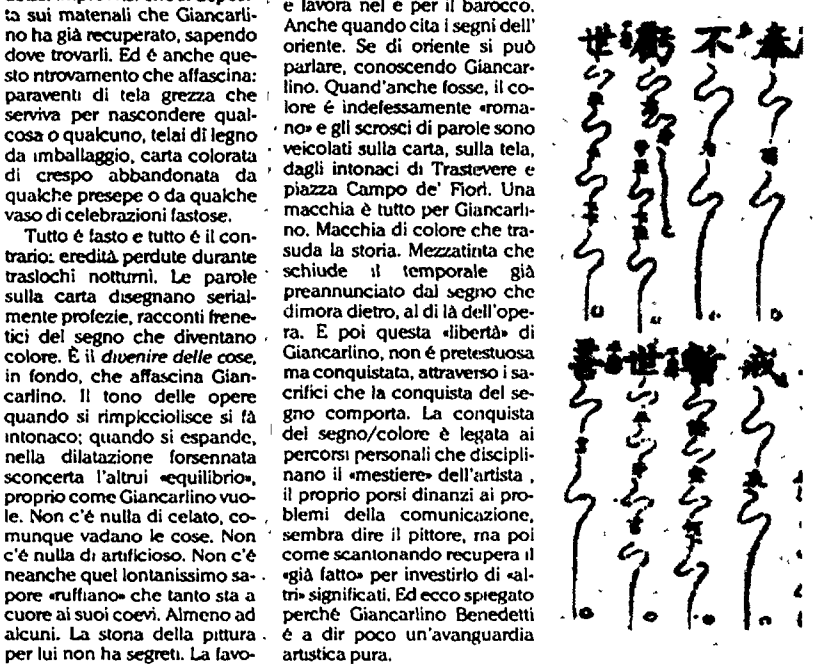 ta sui materiali che Giancarli-
no ha già recuperato, sapendo
dove trovarli. Ed é anche que-
sto ritrovamento che affascina:
paraventi di tela grezza che
serviva per nascondere qual-
cosa o qualcuno, telai di legno
da imballaggio, carta colorata
di crespo abbandonata da
qualche presepe o da qualche
vaso di celebrazioni fastose.
Tutto é fasto e tutto é il con-
trario: eredità perdute durante
traslochi notturni. Le parole
sulla carta disegnano serial-
mente profezie, racconti frene-
tici del segno che diventano
colore. È il divenire delle cose,
in fondo, che affascina Gian-
carlino. Il tono delle opere
quando si rimpicciolisce si fà
intonaco; quando si espande,
nella dilatazione forsennata
sconcerta l'altrui «equilibrio»,
proprio come Giancarlino vuo-
le. Non c'é nulla di celato, co-
munque vadano le cose. Non
c'é nulla di artificioso. Non c'é
neanche quel lontanissimo sa-
pore «ruffiano» che tanto sta a
cuore ai suoi coevi. Almeno ad
alcuni. La storia della pittura
per lui non ha segreti. La favo-
e lavora nel e per il barocco.
Anche quando cita i segni dell'
oriente. Se di oriente si può
parlare, conoscendo Giancar-
lino. Quand'anche fosse, il co-
lore é indefessamente «roma-
no» e gli scrosci di parole sono
veicolati sulla carta, sulla tela,
dagli intonaci di Trastevere e
piazza Campo de' Fiori. Una
macchia è tutto per Giancarli-
no. Macchia di colore che tra-
suda la storia. Mezzatinta che
schiude il temporale già
preannunciato dal segno che
dimora dietro, al di là dell'ope-
ra. E poi questa «libertà» di
Giancarlino, non é pretestuosa
ma conquistata, attraverso i sa-
crifici che la conquista del se-
gno comporta. La conquista
del segno/colore è legata ai
percorsi personali che discipli-
nano il «mestiere» dell'artista ,
il proprio porsi dinanzi ai pro-
blemi della comunicazione,
sembra dire il pittore, ma poi
come scantonando recupera il
«già fatto» per investirlo di «al-
tri» significati. Ed ecco spiegato
perché Giancarlino Benedetti
é a dir poco un'avanguardia
artistica pura.